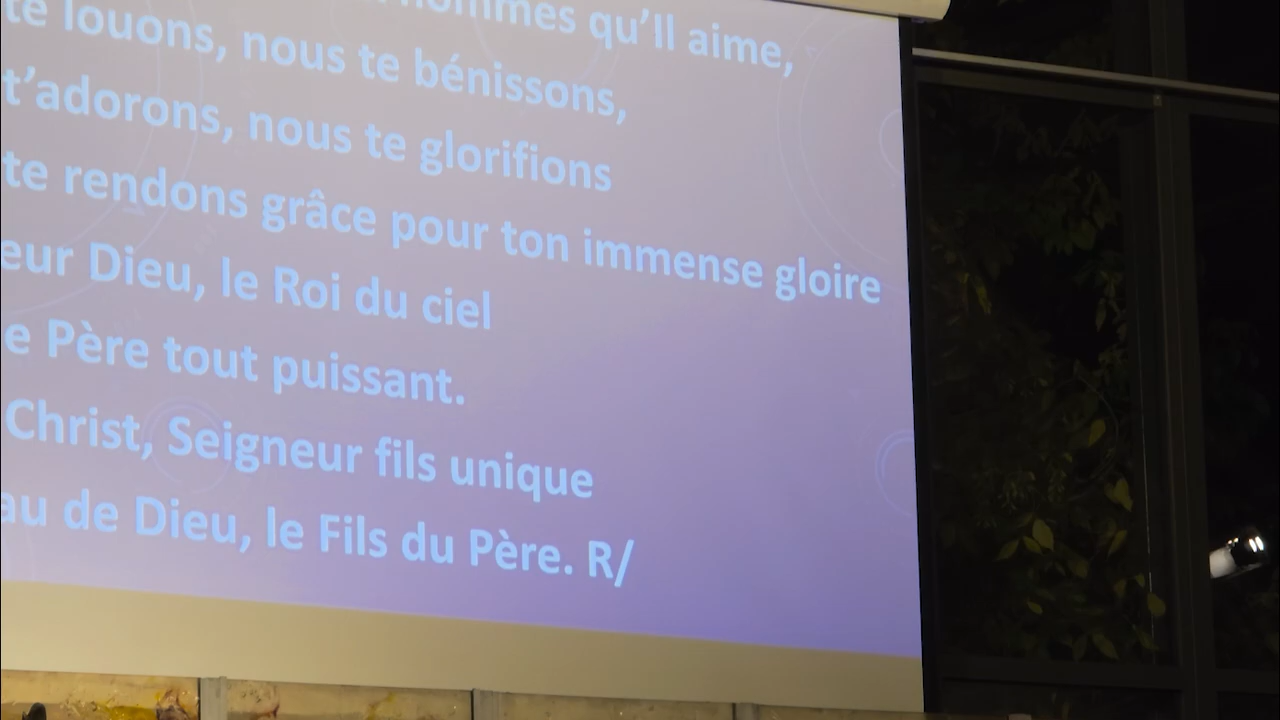 hommes qu'Il aime,
te louons, nous te bénissons,
t'adorons, nous te glorifions
te rendons grâce pour ton immense gloire
eur Dieu, le Roi du ciel
e Père tout puissant.
Christ, Seigneur fils unique
au de Dieu, le Fils du Père. R/